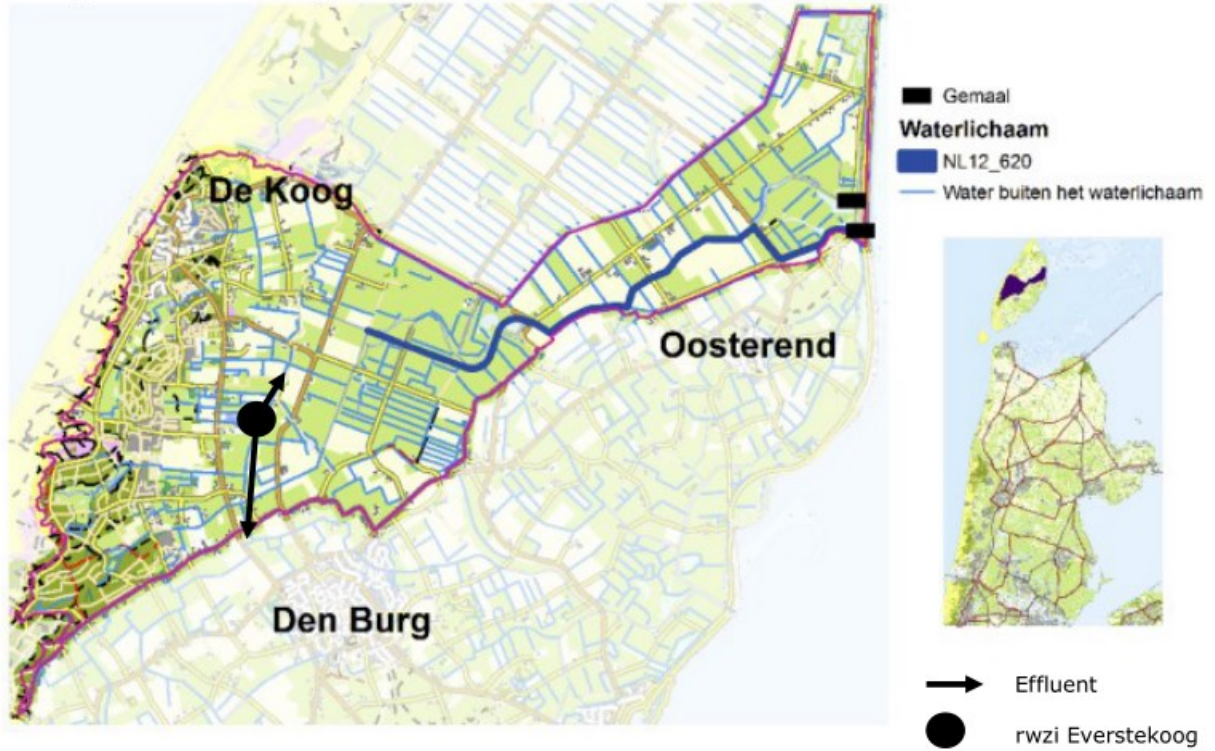 De Koog
Oosterend
Den Burg
Gemaal
Waterlichaam
NL12_620
Water buiten het waterlichaam
Effluent
rwzi Everstekoog